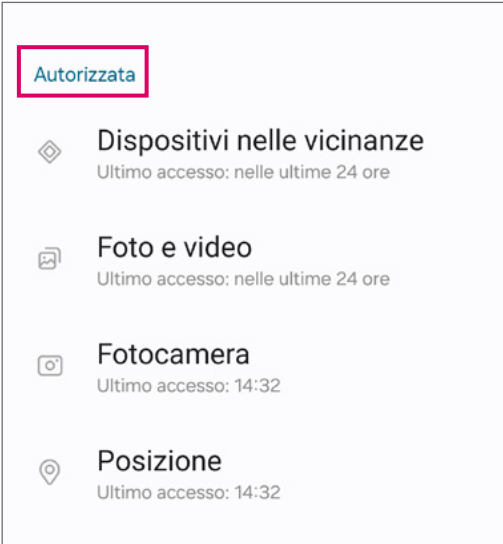 Autorizzata
Dispositivi nelle vicinanze
Ultimo accesso: nelle ultime 24 ore
Foto e video
Ultimo accesso: nelle ultime 24 ore
Fotocamera
Ultimo accesso: 14:32
Posizione
Ultimo accesso: 14:32